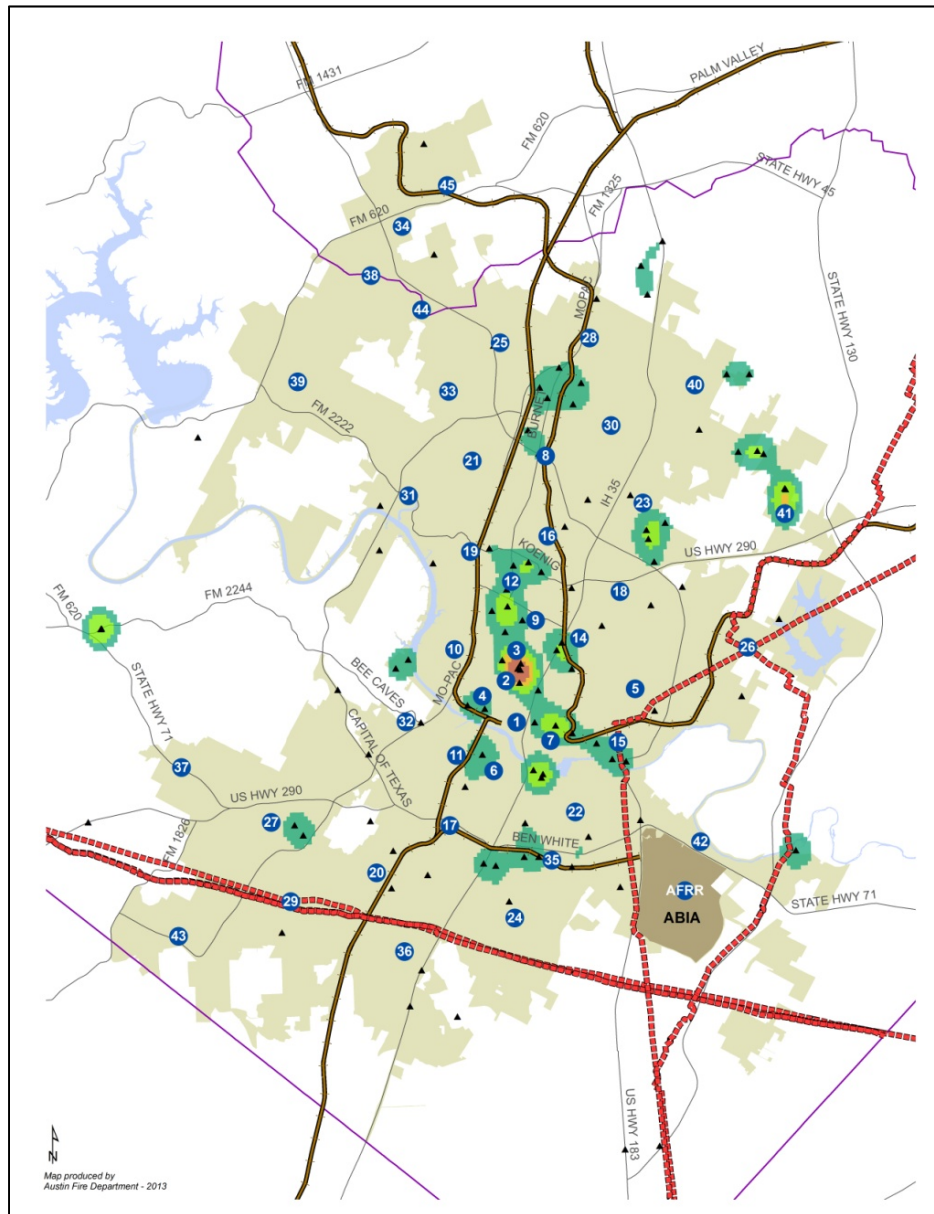 FM 1431
PALM VALLEY
FM 620
STATE HWY 45
45
FM 1325
FM 620
34
38
44
MOPAC
STATE HWY 130
28
25
39
33
40
FM 2222
BURNET
30
8
21
31
IH 35
23
41
16
KOENIG
19
US HWY 290
12
FM 2244
18
FM 620
9
14
10
3
26
BEE CAVES
MO-PAC
2
5
STATE HWY 71
4
32
1
CAPITAL OF TEXAS
7
15
11
6
37
US HWY 290
22
27
17
FM 1826
BEN WHITE
42
35
20
AFRR
STATE HWY 71
29
ABIA
24
43
36
US HWY 183
N
Map produced by
Austin Fire Department - 2013